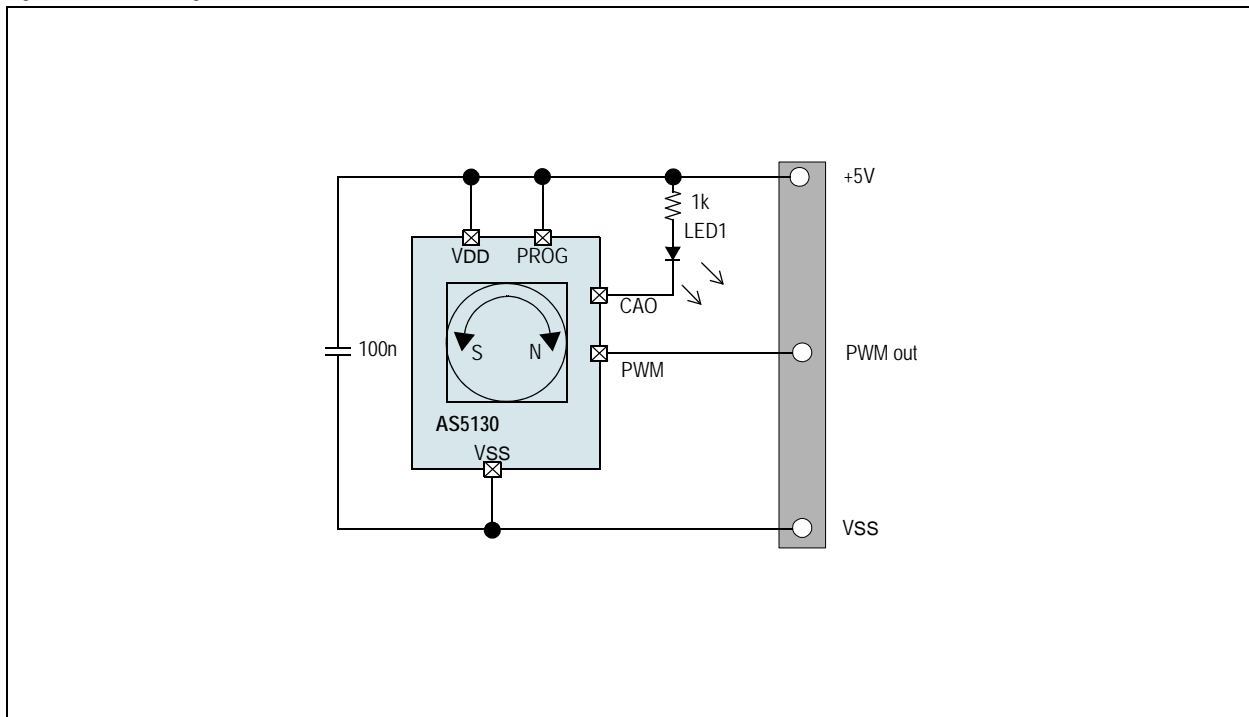 +5V
1k
LED1
VDD PROG
CAO
100n
S N
PWM
PWM out
AS5130
VSS
VSS